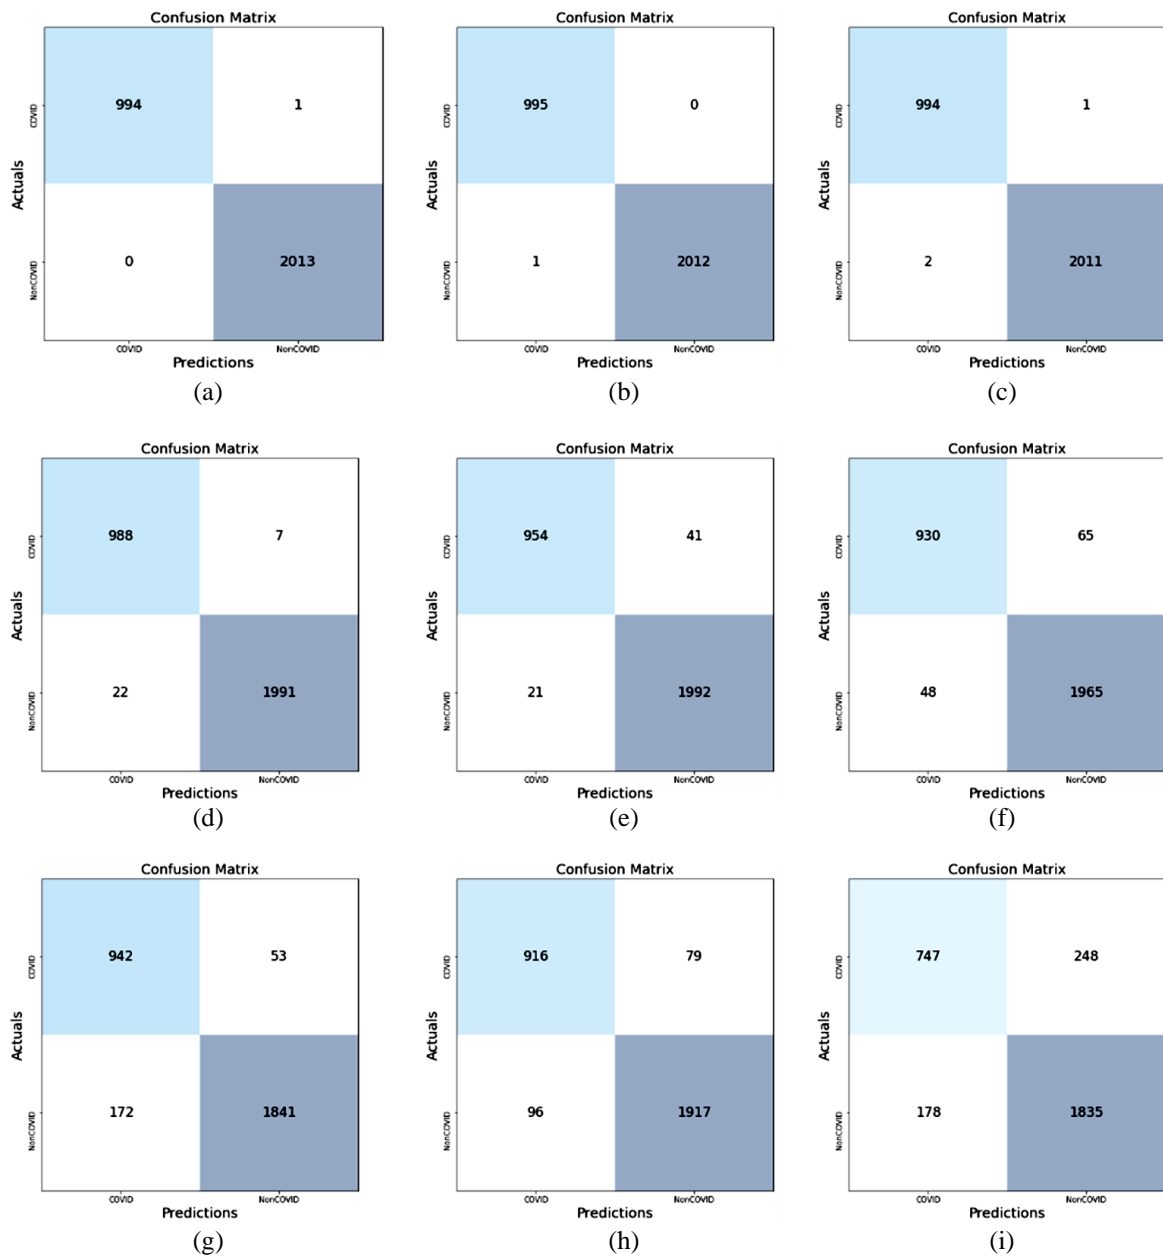 Confusion Matrix Confusion Matrix Confusion Matrix
COVID 994 1 COVID 995 0 COVID 994 1
Actuals Actuals Actuals
NonCOVID 0 2013 NonCOVID 1 2012 NonCOVID 2 2011
COVID NonCOVID COVID NonCOVID COVID NonCOVID
Predictions Predictions Predictions
(a) (b) (c)
Confusion Matrix Confusion Matrix Confusion Matrix
COVID 988 7 COVID 954 41 COVID 930 65
Actuals Actuals Actuals
NonCOVID 22 1991 NonCOVID 21 1992 NonCOVID 48 1965
COVID NonCOVID COVID NonCOVID COVID NonCOVID
Predictions Predictions Predictions
(d) (e) (f)
Confusion Matrix Confusion Matrix Confusion Matrix
COVID 942 53 COVID 916 79 COVID 747 248
Actuals Actuals Actuals
NonCOVID 172 1841 NonCOVID 96 1917 NonCOVID 178 1835
COVID NonCOVID COVID NonCOVID COVID NonCOVID
Predictions Predictions Predictions
(g) (h) (i)